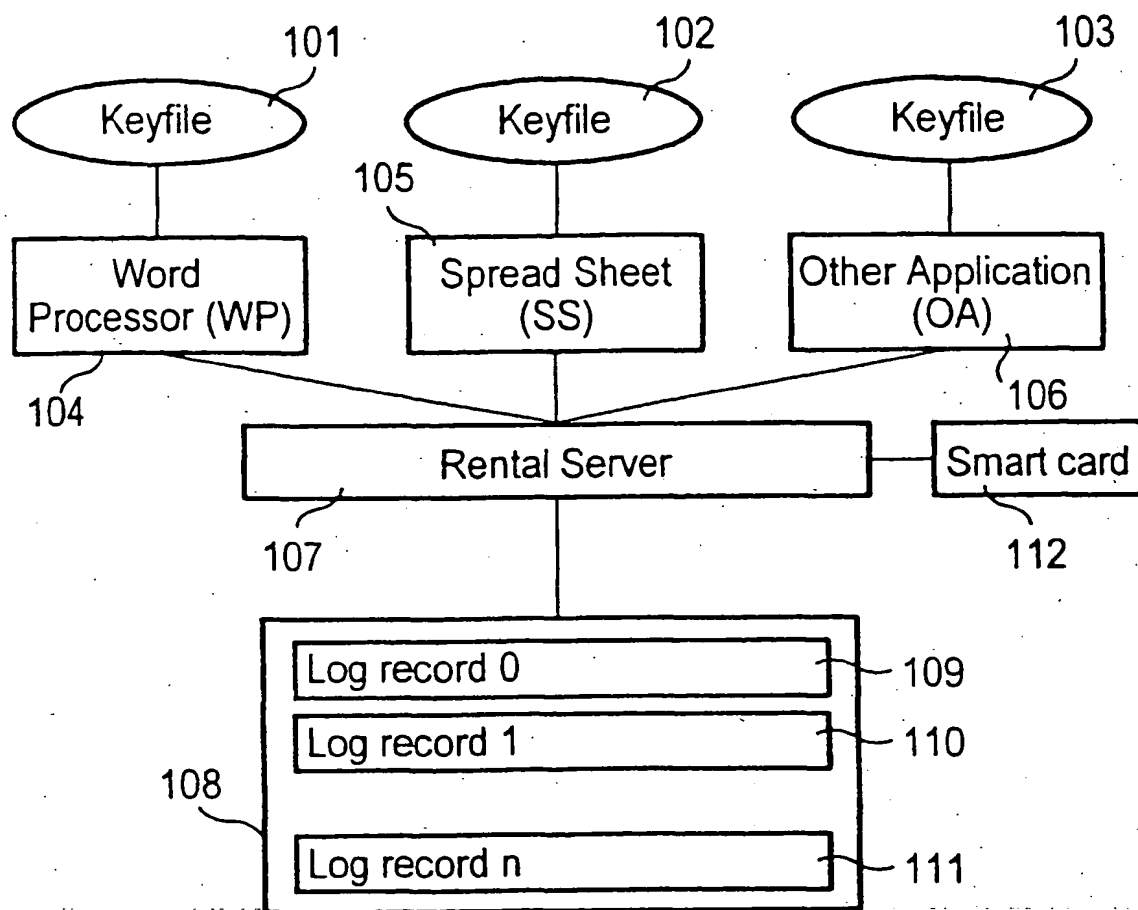 101
102
103
Keyfile
Keyfile
Keyfile
105
Word
Processor (WP)
Spread Sheet
(SS)
Other Application
(OA)
104
106
Rental Server
Smart card
107
112
Log record 0
109
Log record 1
110
108
Log record n
111